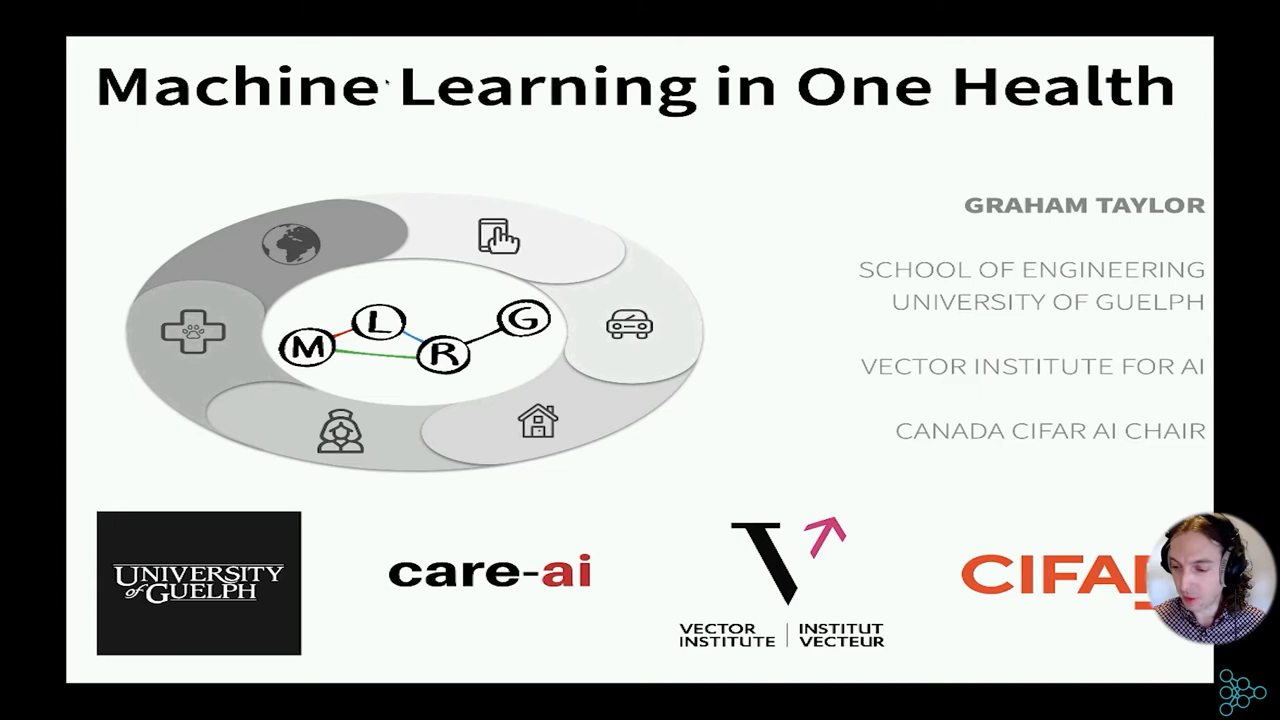 Machine Learning in One Health
GRAHAM TAYLOR
SCHOOL OF ENGINEERING
UNIVERSITY OF GUELPH
VECTOR INSTITUTE FOR AI
CANADA CIFAR AI CHAIR
M L R G
UNIVERSITY
of GUELPH
care-ai
VECTOR INSTITUTE
INSTITUT VECTEUR
CIFA